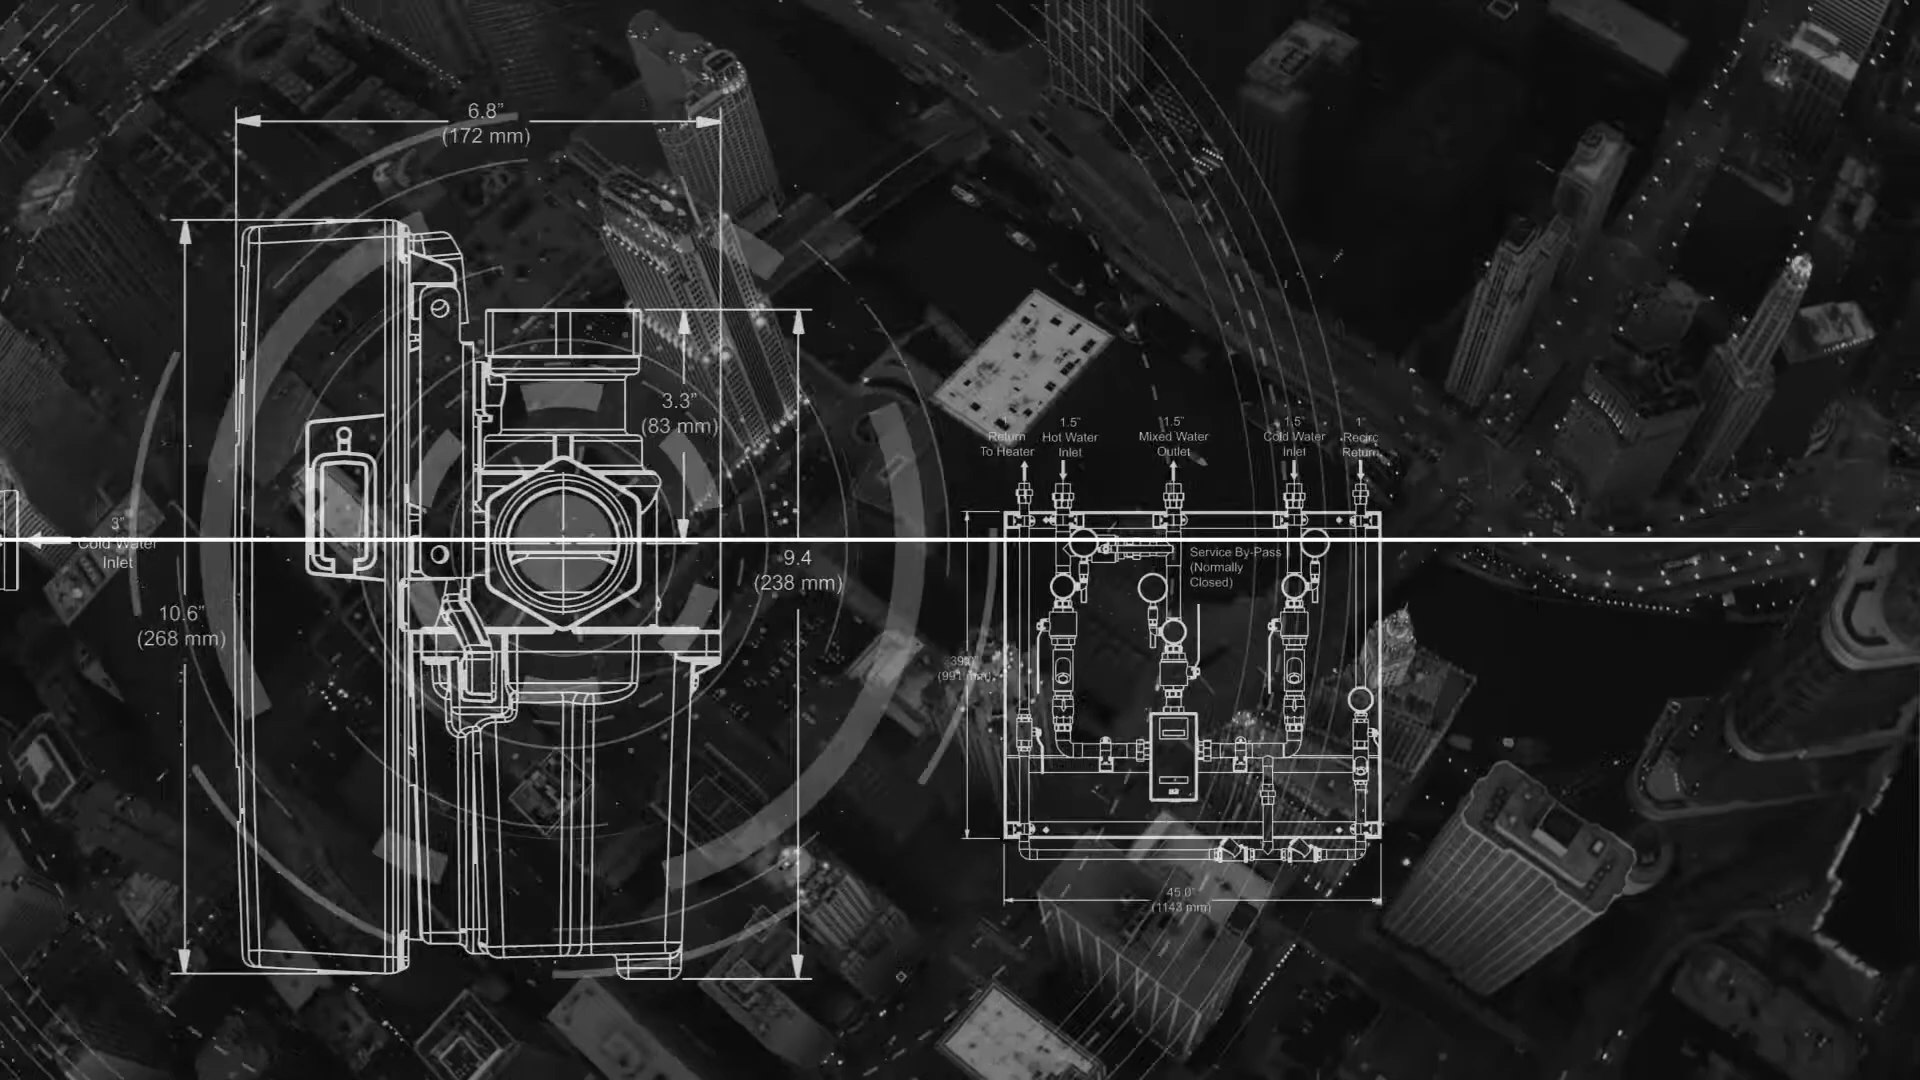 6.8”
(172 mm)
3.3”
(83 mm)
9.4
(238 mm)
10.6”
(268 mm)
3”
Cold Water
Inlet
Return
To Heater
1.5”
Hot Water
Inlet
1.5”
Mixed Water
Outlet
1.5”
Cold Water
Inlet
1”
Recirc
Return
Service By-Pass
(Normally
Closed)
(991 mm)
45.0”
(1143 mm)